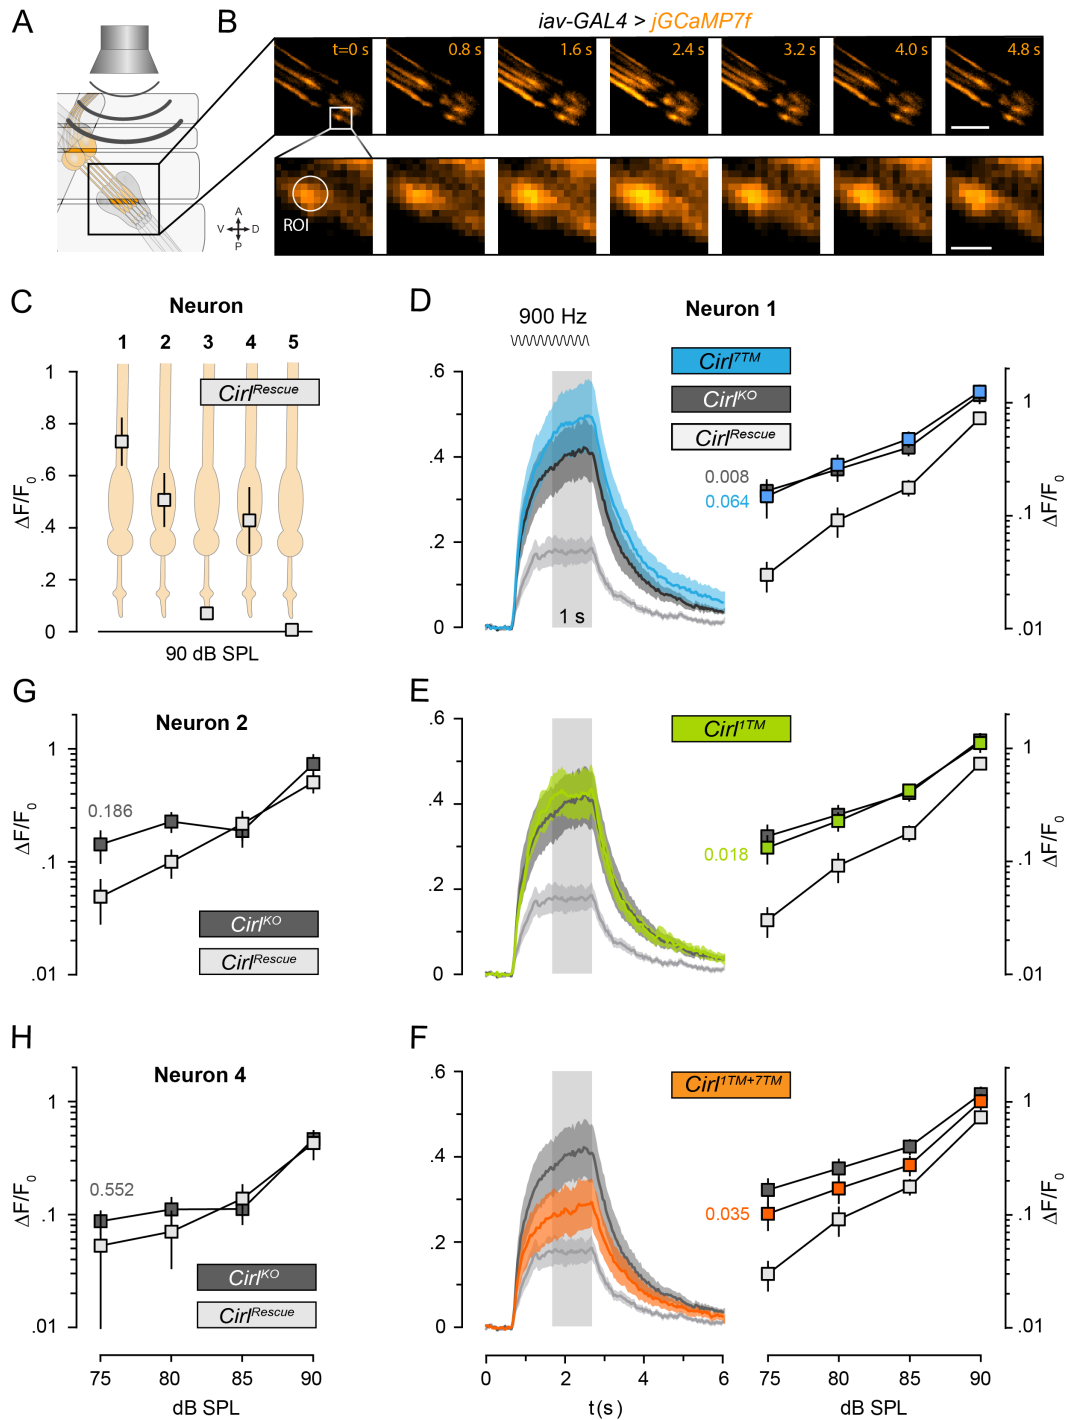 A
B
iav-GAL4 > jGCaMP7f
t=0 s
0.8 s
1.6 s
2.4 s
3.2 s
4.0 s
4.8 s
ROI
A
V
D
P
C
Neuron
1 2 3 4 5
Cirl^Rescue
1
.8
.6
.4
.2
0
ΔF/F₀
90 dB SPL
D
900 Hz
Neuron 1
Cirl^7TM
Cirl^KO
Cirl^Rescue
.6
.4
.2
0
1 s
0.008
0.064
1
.1
.01
ΔF/F₀
G
Neuron 2
1
.1
.01
ΔF/F₀
0.186
Cirl^KO
Cirl^Rescue
E
Cirl^1TM
.6
.4
.2
0
0.018
1
.1
.01
ΔF/F₀
H
Neuron 4
1
.1
.01
ΔF/F₀
0.552
Cirl^KO
Cirl^Rescue
75 80 85 90
dB SPL
F
Cirl^1TM+7TM
.6
.4
.2
0
0.035
1
.1
.01
ΔF/F₀
0 2 4 6
t(s)
75 80 85 90
dB SPL